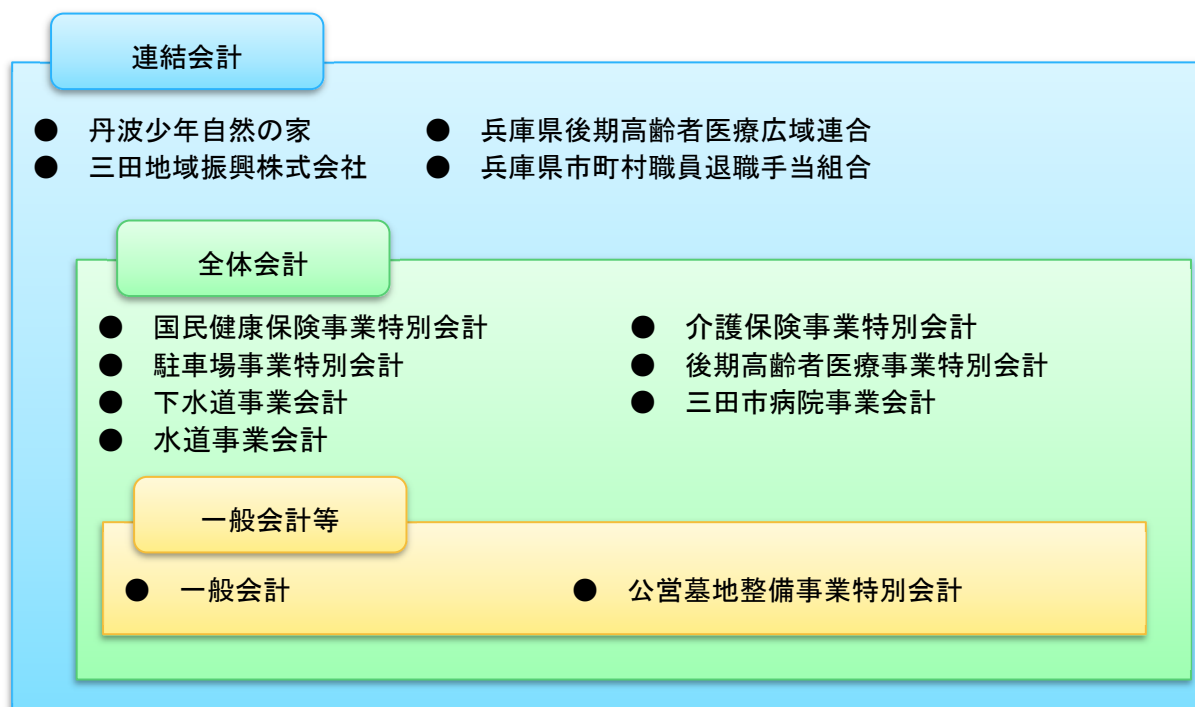 連結会計
● 丹波少年自然の家 ● 兵庫県後期高齢者医療広域連合
● 三田地域振興株式会社 ● 兵庫県市町村職員退職手当組合
全体会計
● 国民健康保険事業特別会計 ● 介護保険事業特別会計
● 駐車場事業特別会計 ● 後期高齢者医療事業特別会計
● 下水道事業会計 ● 三田市病院事業会計
● 水道事業会計
一般会計等
● 一般会計 ● 公営墓地整備事業特別会計